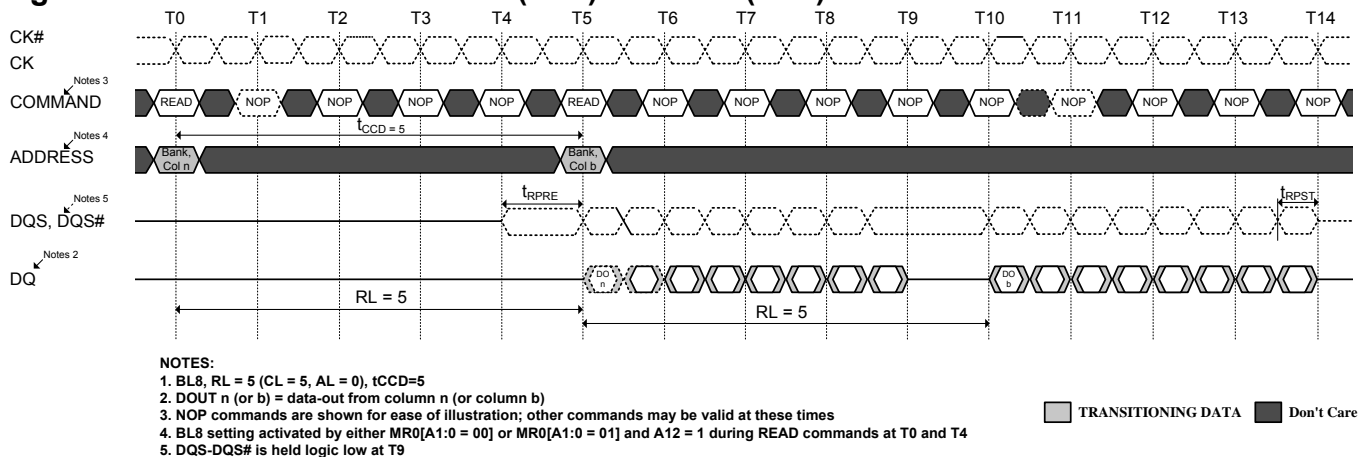 T0 T1 T2 T3 T4 T5 T6 T7 T8 T9 T10 T11 T12 T13 T14
CK#
CK
Notes 3
COMMAND READ NOP NOP NOP NOP READ NOP NOP NOP NOP NOP NOP NOP NOP NOP
tCCD = 5
Notes 4
ADDRESS Bank, Col n Bank, Col b
tRPRE tRPST
Notes 5
DQS, DQS#
Notes 2
DQ DO n DO b
RL = 5
RL = 5
NOTES:
1. BL8, RL = 5 (CL = 5, AL = 0), tCCD=5
2. DOUT n (or b) = data-out from column n (or column b)
3. NOP commands are shown for ease of illustration; other commands may be valid at these times
4. BL8 setting activated by either MR0[A1:0 = 00] or MR0[A1:0 = 01] and A12 = 1 during READ commands at T0 and T4
5. DQS-DQS# is held logic low at T9
TRANSITIONING DATA Don't Care